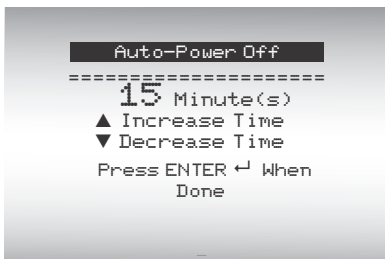 Auto-Power Off
======================
15 Minute(s)
▲ Increase Time
▼ Decrease Time
Press ENTER ↵ When
Done